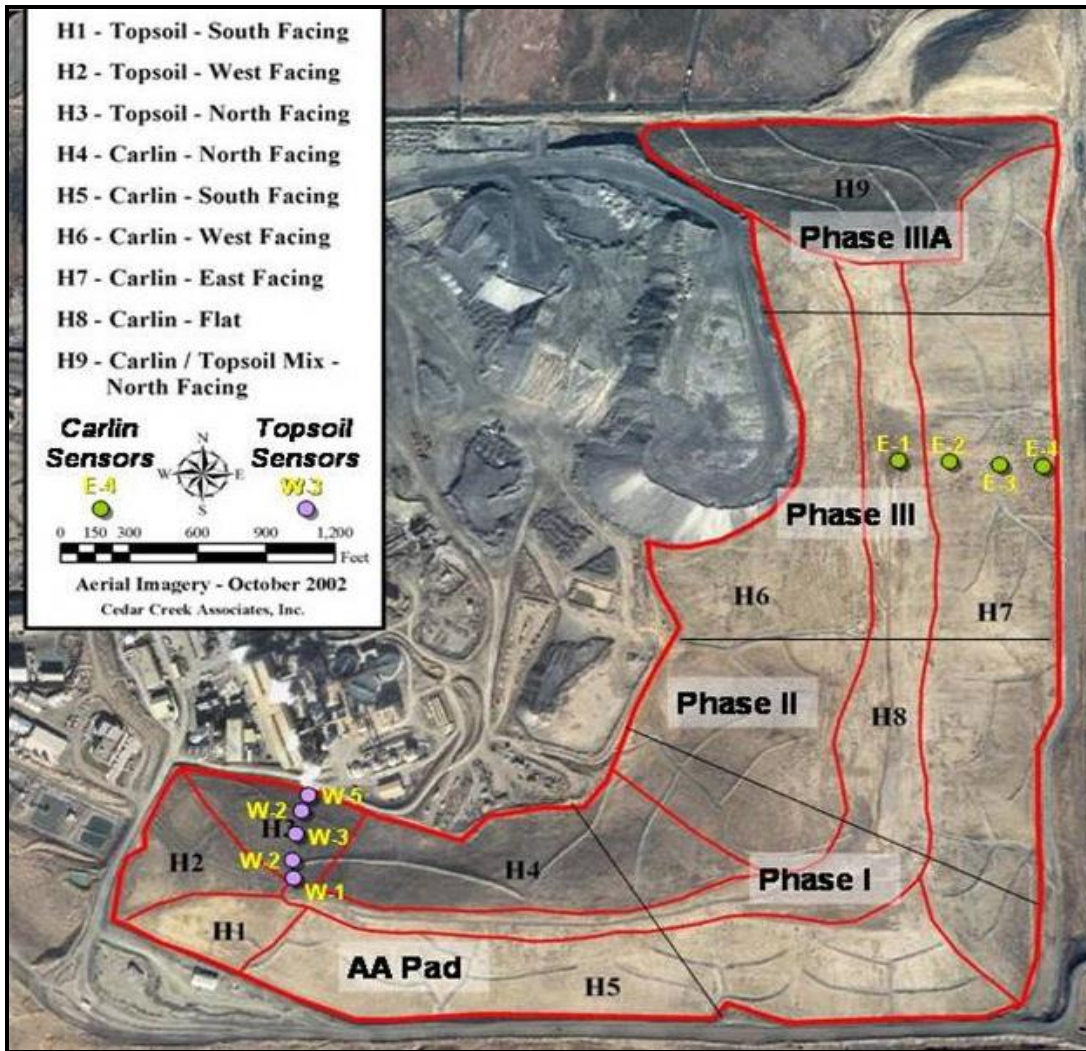 H1 - Topsoil - South Facing
H2 - Topsoil - West Facing
H3 - Topsoil - North Facing
H4 - Carlin - North Facing
H5 - Carlin - South Facing
H6 - Carlin - West Facing
H7 - Carlin - East Facing
H8 - Carlin - Flat
H9 - Carlin / Topsoil Mix -
North Facing
Carlin
Sensors
E-4
N
W E
S
Topsoil
Sensors
W-3
0 150 300 600 900 1,200
Feet
Aerial Imagery - October 2002
Cedar Creek Associates, Inc.
H9
Phase IIIA
E-1
E-2
E-3
E-4
Phase III
H6
H7
Phase II
H8
W-5
W-2
H3
W-3
W-2
H2
H4
W-1
Phase I
H1
AA Pad
H5